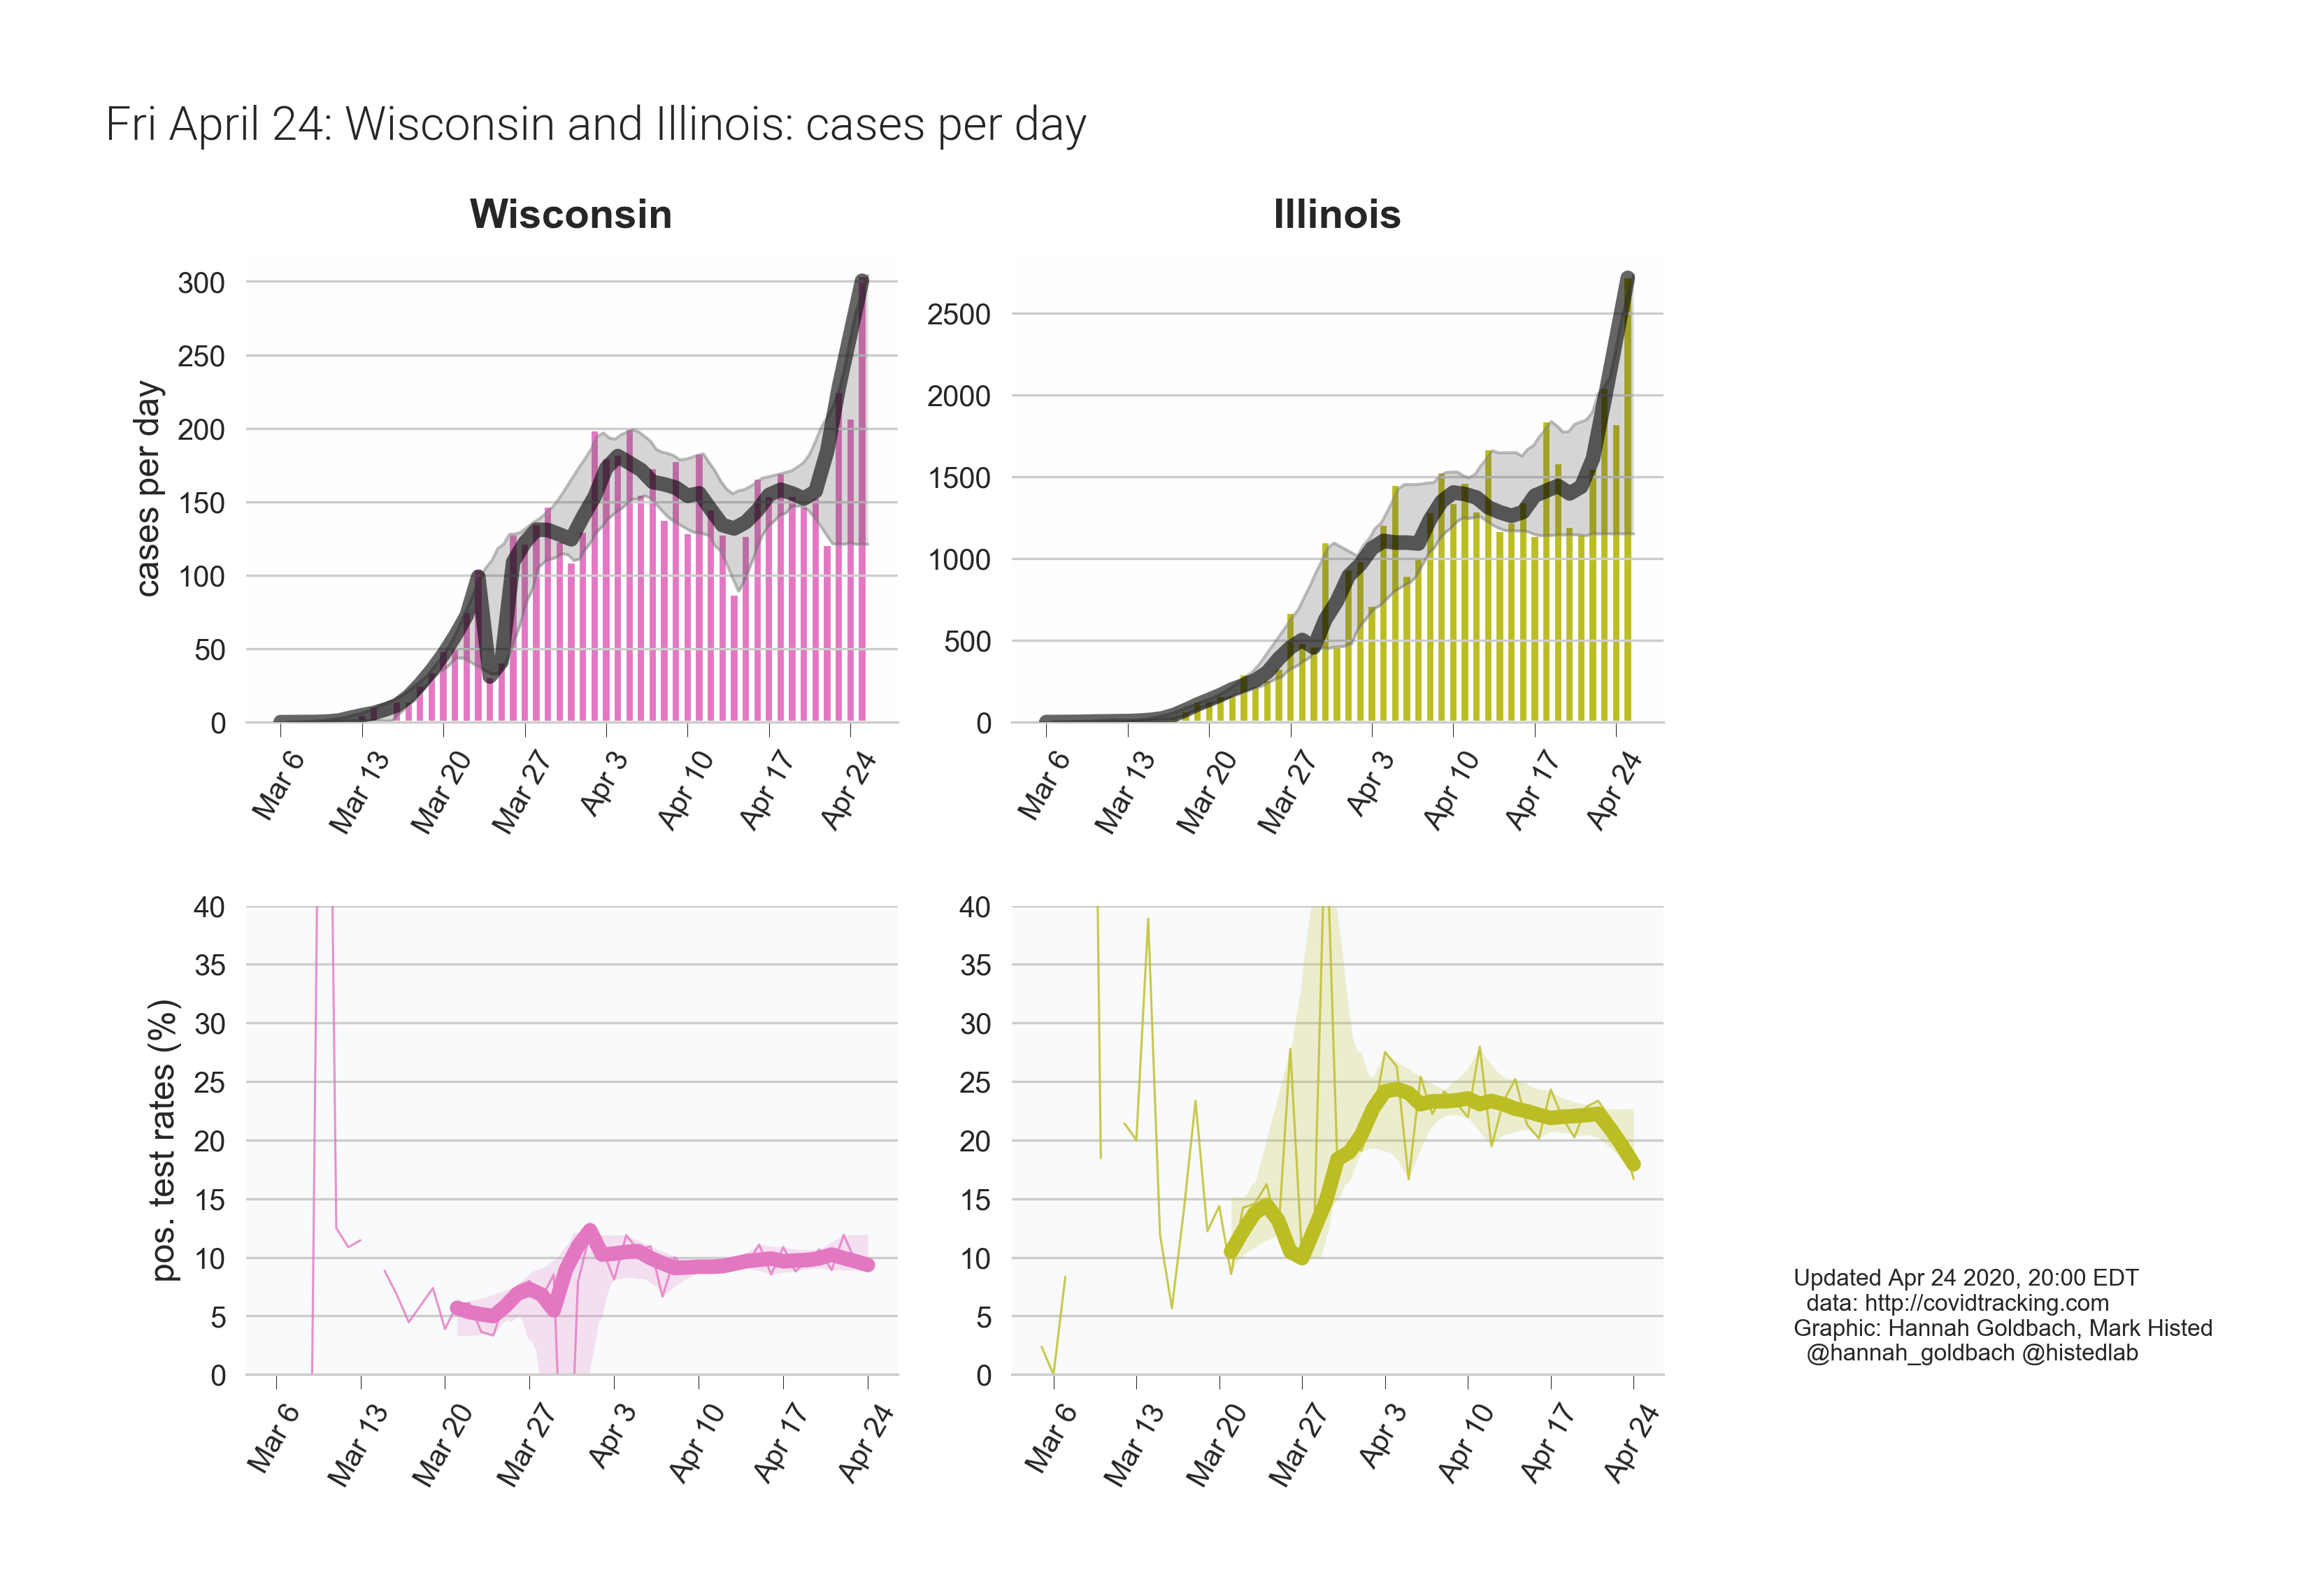 Fri April 24: Wisconsin and Illinois: cases per day
Wisconsin
cases per day
300
250
200
150
100
50
0
Mar 6
Mar 13
Mar 20
Mar 27
Apr 3
Apr 10
Apr 17
Apr 24
Illinois
2500
2000
1500
1000
500
0
Mar 6
Mar 13
Mar 20
Mar 27
Apr 3
Apr 10
Apr 17
Apr 24
pos. test rates (%)
40
35
30
25
20
15
10
5
0
Mar 6
Mar 13
Mar 20
Mar 27
Apr 3
Apr 10
Apr 17
Apr 24
40
35
30
25
20
15
10
5
0
Mar 6
Mar 13
Mar 20
Mar 27
Apr 3
Apr 10
Apr 17
Apr 24
Updated Apr 24 2020, 20:00 EDT
data: http://covidtracking.com
Graphic: Hannah Goldbach, Mark Histed
@hannah_goldbach @histedlab